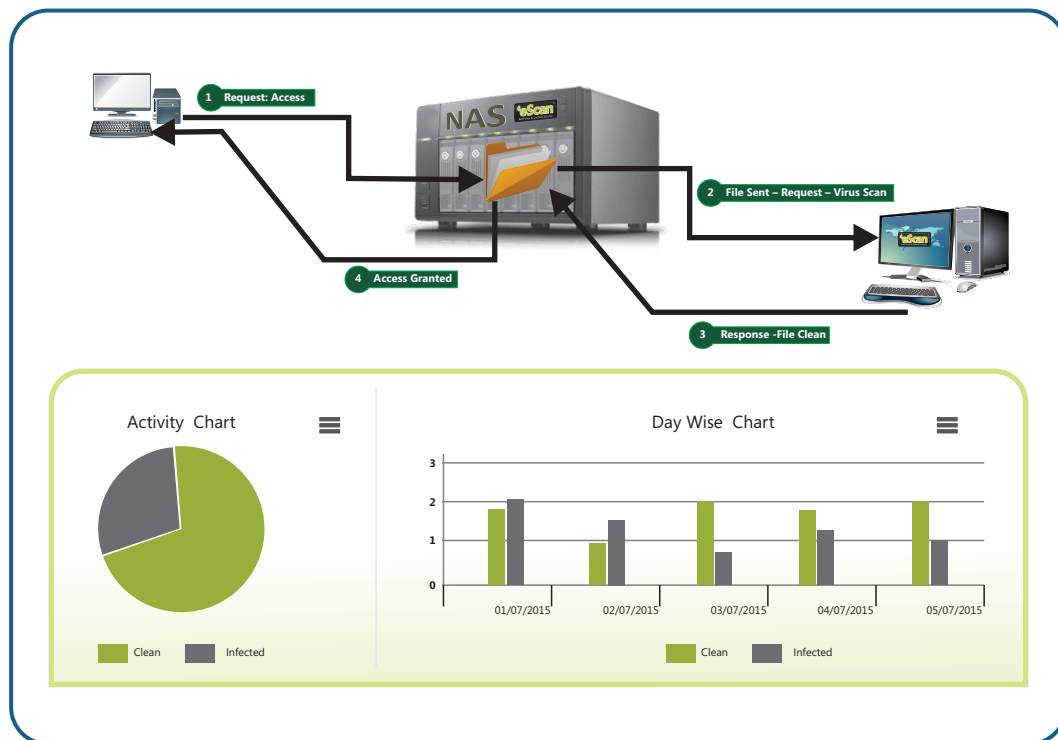 1 Request: Access
NAS eScan
2 File Sent – Request – Virus Scan
eScan
4 Access Granted
3 Response -File Clean
Activity Chart
Clean
Infected
Day Wise Chart
3
2
1
0
01/07/2015
02/07/2015
03/07/2015
04/07/2015
05/07/2015
Clean
Infected